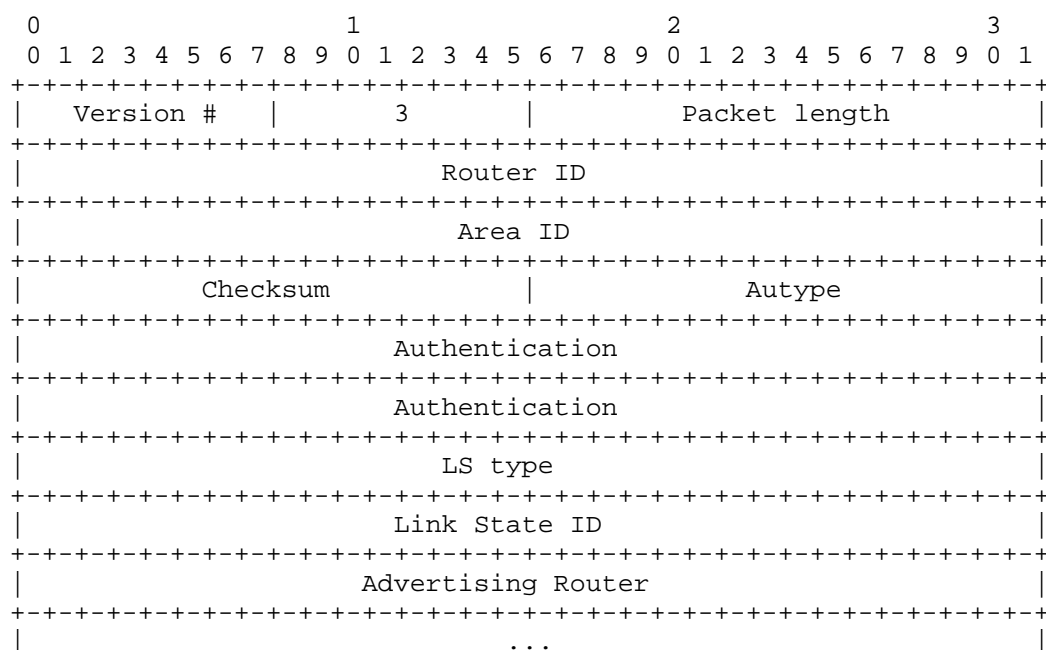 0                   1                   2                   3
 0 1 2 3 4 5 6 7 8 9 0 1 2 3 4 5 6 7 8 9 0 1 2 3 4 5 6 7 8 9 0 1
+-+-+-+-+-+-+-+-+-+-+-+-+-+-+-+-+-+-+-+-+-+-+-+-+-+-+-+-+-+-+-+-+
|   Version #   |       3       |         Packet length         |
+-+-+-+-+-+-+-+-+-+-+-+-+-+-+-+-+-+-+-+-+-+-+-+-+-+-+-+-+-+-+-+-+
|                          Router ID                            |
+-+-+-+-+-+-+-+-+-+-+-+-+-+-+-+-+-+-+-+-+-+-+-+-+-+-+-+-+-+-+-+-+
|                           Area ID                             |
+-+-+-+-+-+-+-+-+-+-+-+-+-+-+-+-+-+-+-+-+-+-+-+-+-+-+-+-+-+-+-+-+
|           Checksum            |             Autype            |
+-+-+-+-+-+-+-+-+-+-+-+-+-+-+-+-+-+-+-+-+-+-+-+-+-+-+-+-+-+-+-+-+
|                       Authentication                          |
+-+-+-+-+-+-+-+-+-+-+-+-+-+-+-+-+-+-+-+-+-+-+-+-+-+-+-+-+-+-+-+-+
|                       Authentication                          |
+-+-+-+-+-+-+-+-+-+-+-+-+-+-+-+-+-+-+-+-+-+-+-+-+-+-+-+-+-+-+-+-+
|                          LS type                              |
+-+-+-+-+-+-+-+-+-+-+-+-+-+-+-+-+-+-+-+-+-+-+-+-+-+-+-+-+-+-+-+-+
|                       Link State ID                           |
+-+-+-+-+-+-+-+-+-+-+-+-+-+-+-+-+-+-+-+-+-+-+-+-+-+-+-+-+-+-+-+-+
|                     Advertising Router                        |
+-+-+-+-+-+-+-+-+-+-+-+-+-+-+-+-+-+-+-+-+-+-+-+-+-+-+-+-+-+-+-+-+
|                              ...                              |